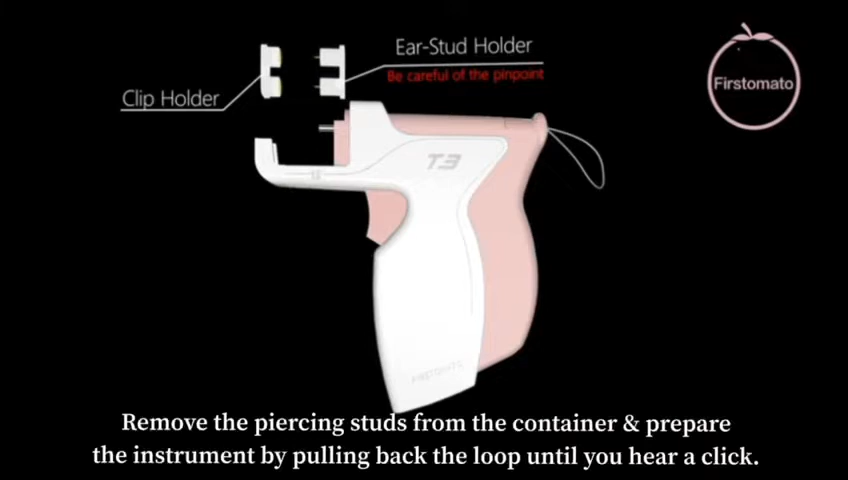 Ear-Stud Holder
Be careful of the pinpoint
Clip Holder
Firstomato
T3
FIRSTOMATO
Remove the piercing studs from the container & prepare
the instrument by pulling back the loop until you hear a click.